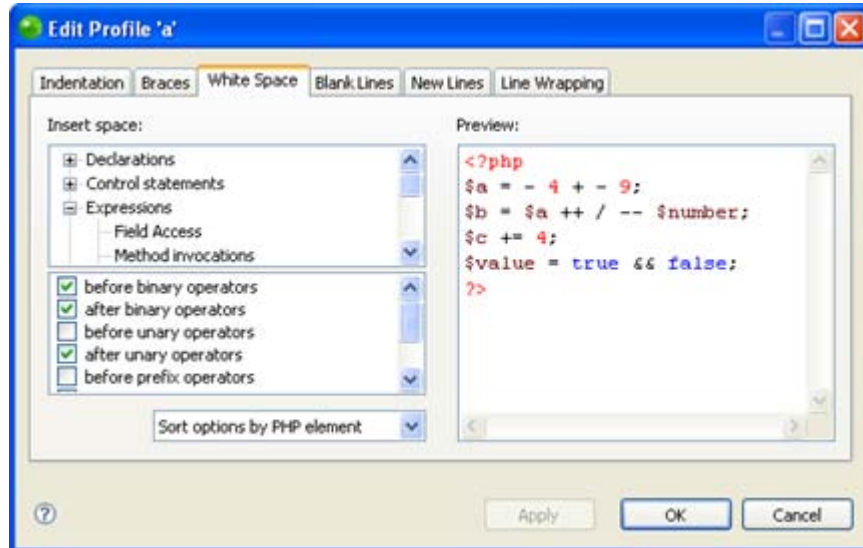 Edit Profile 'a'
Indentation Braces White Space Blank Lines New Lines Line Wrapping
Insert space:
Declarations
Control statements
Expressions
Field Access
Method invocations
before binary operators
after binary operators
before unary operators
after unary operators
before prefix operators
Sort options by PHP element
Preview:
<?php
$a = - 4 + - 9;
$b = $a ++ / -- $number;
$c += 4;
$value = true && false;
?>
Apply OK Cancel